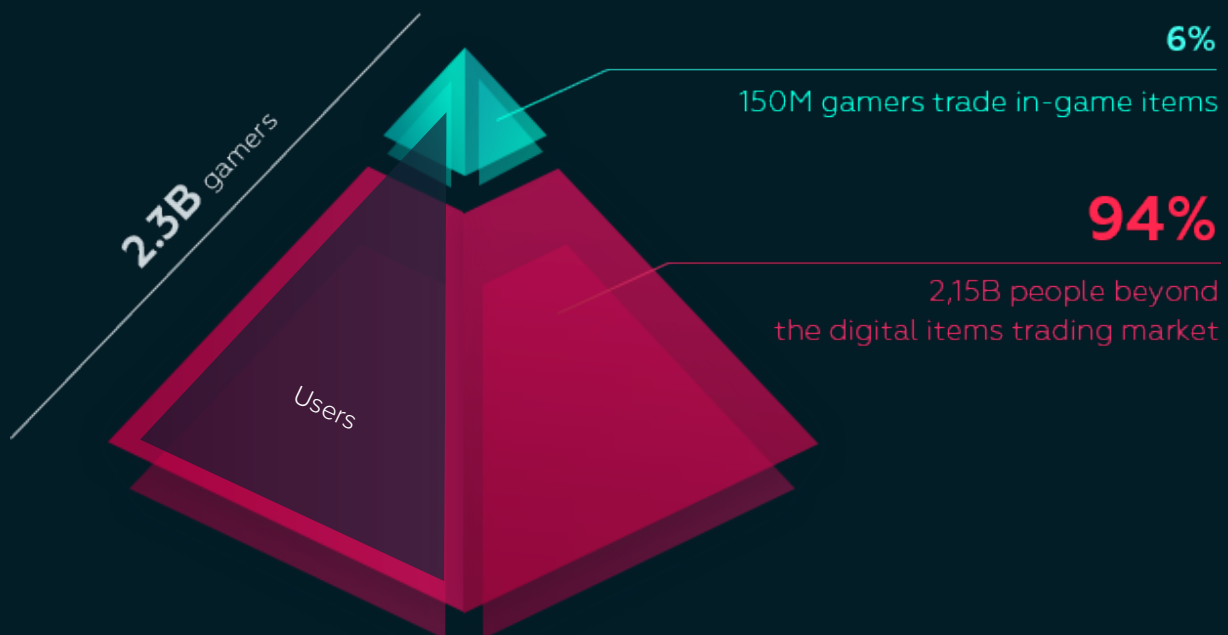 2.3B gamers
6%
150M gamers trade in-game items
94%
2,15B people beyond
the digital items trading market
Users